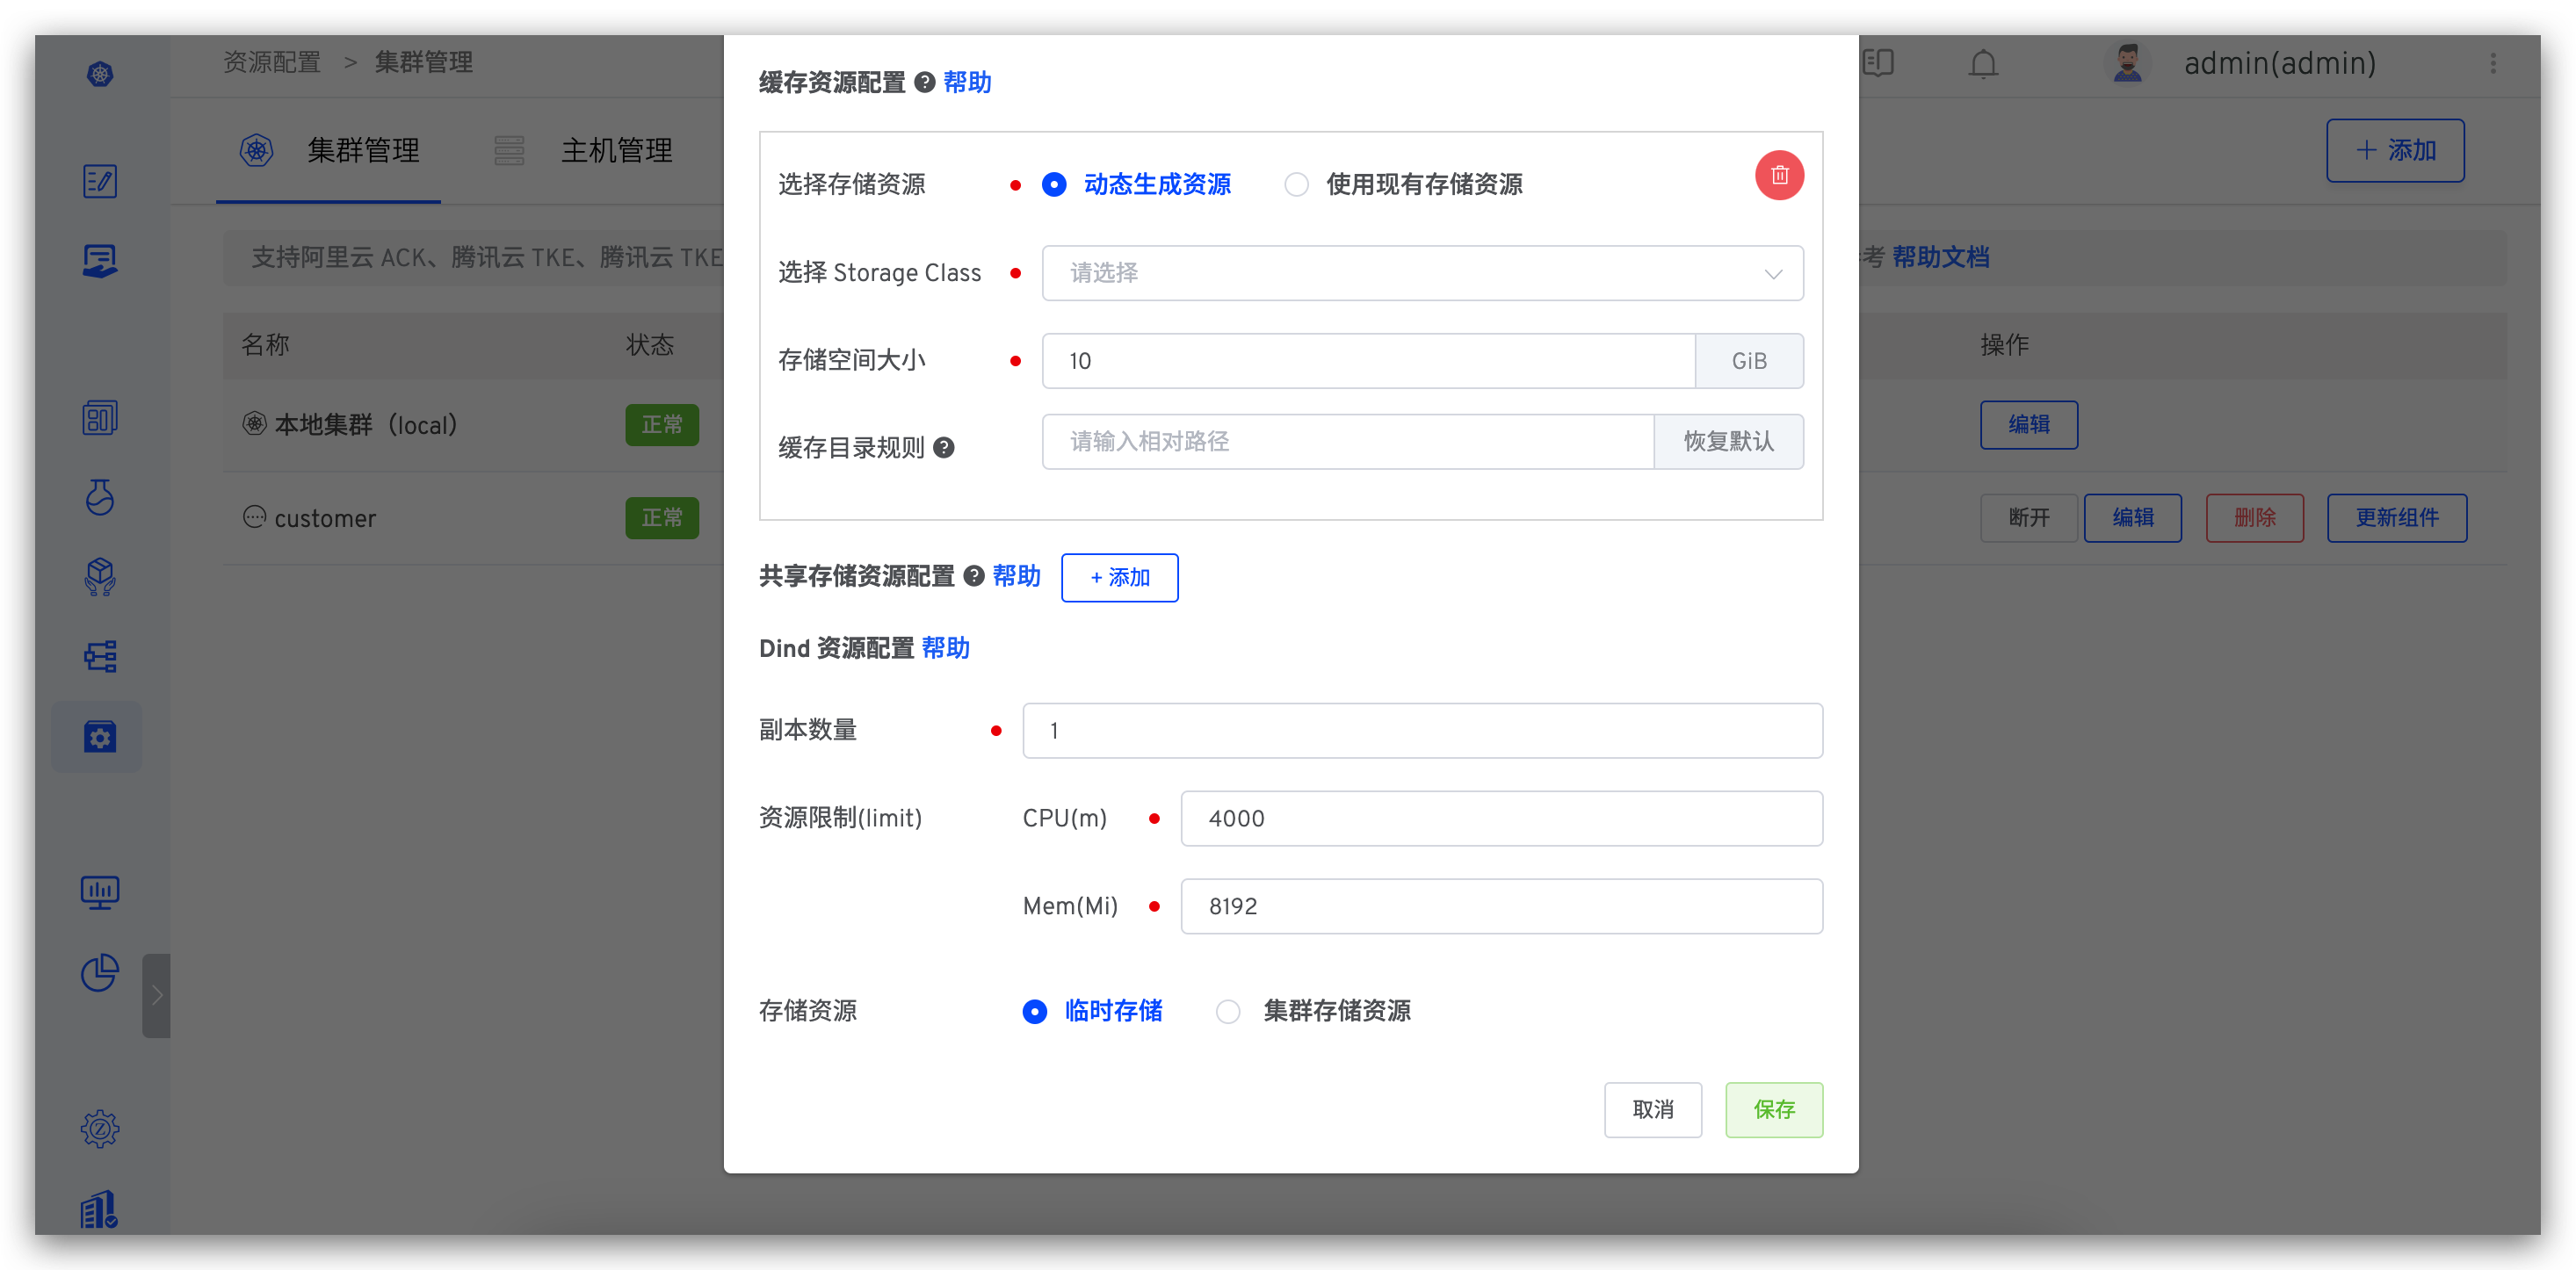 资源配置 > 集群管理
admin(admin)
集群管理
主机管理
+ 添加
支持阿里云 ACK、腾讯云 TKE、腾讯云 TKE
考 帮助文档
名称
状态
操作
本地集群（local）
正常
编辑
customer
正常
断开
编辑
删除
更新组件
缓存资源配置 ? 帮助
选择存储资源
动态生成资源
使用现有存储资源
选择 Storage Class
请选择
存储空间大小
10
GiB
缓存目录规则 ?
请输入相对路径
恢复默认
共享存储资源配置 ? 帮助
+ 添加
Dind 资源配置 帮助
副本数量
1
资源限制(limit)
CPU(m)
4000
Mem(Mi)
8192
存储资源
临时存储
集群存储资源
取消
保存